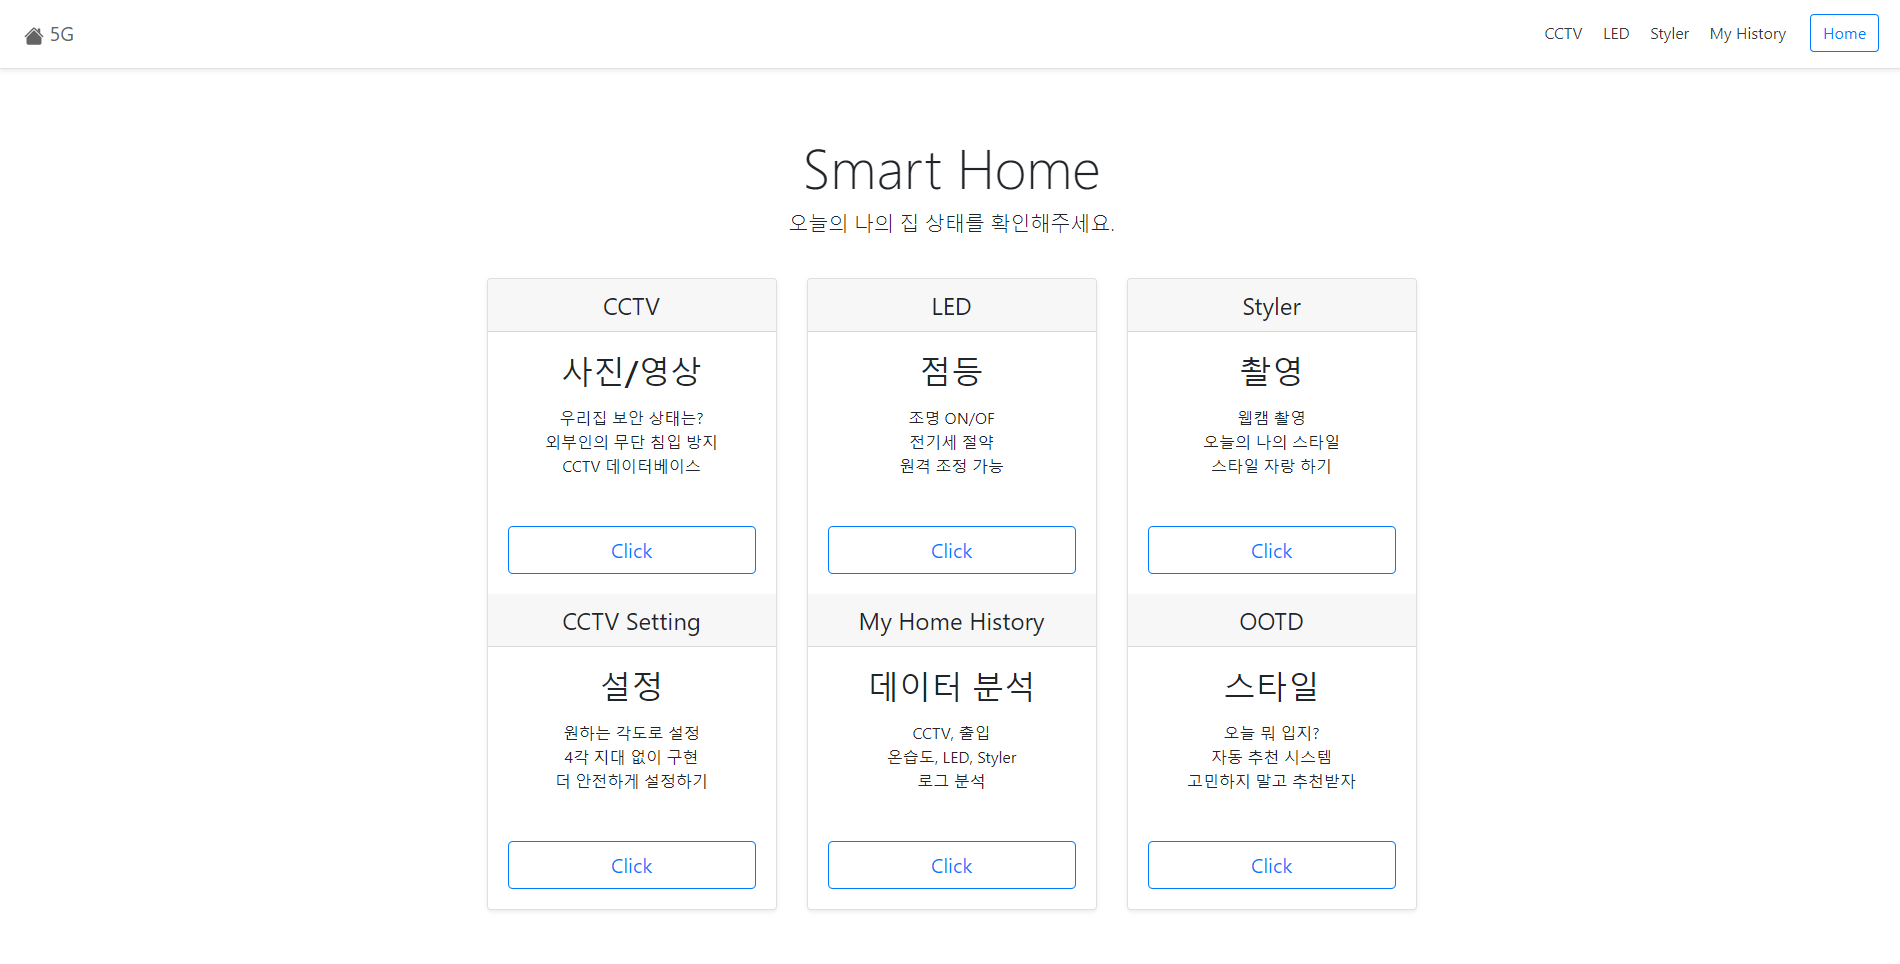 5G
CCTV LED Styler My History Home
Smart Home
오늘의 나의 집 상태를 확인해주세요.
CCTV
사진/영상
우리집 보안 상태는?
외부인의 무단 침입 방지
CCTV 데이터베이스
Click
LED
점등
조명 ON/OF
전기세 절약
원격 조정 가능
Click
Styler
촬영
웹캠 촬영
오늘의 나의 스타일
스타일 자랑 하기
Click
CCTV Setting
설정
원하는 각도로 설정
4각 지대 없이 구현
더 안전하게 설정하기
Click
My Home History
데이터 분석
CCTV, 출입
온습도, LED, Styler
로그 분석
Click
OOTD
스타일
오늘 뭐 입지?
자동 추천 시스템
고민하지 말고 추천받자
Click